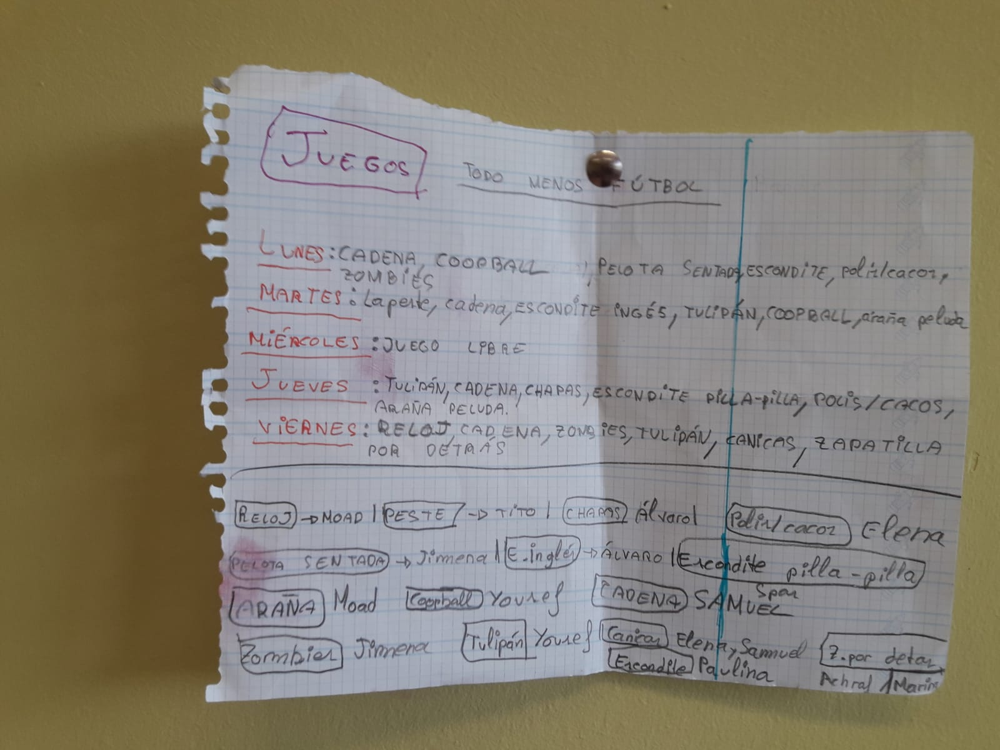 JUEGOS
TODO MENOS FÚTBOL
LUNES: CADENA, COOPBALL, PELOTA SENTADA, ESCONDITE, polis/cacos,
ZOMBIES
MARTES: La peste, cadena, ESCONDITE INGÉS, TULIPÁN, COOPBALL, araña peluda
MIÉRCOLES: JUEGO LIBRE
JUEVES: TULIPÁN, CADENA, CHAPAS, ESCONDITE PILLA-PILLA, POLIS/CACOS,
ARAÑA PELUDA.
VIERNES: RELOJ, CADENA, ZONBIES, TULIPÁN, CANICAS, ZAPATILLA
POR DETRÁS
RELOJ → MOAD | PESTE → TITO | CHAPAS Álvaro | Polis/cacos Elena
PELOTA SENTADA → Jimena | E. inglés → ÁLVARO | Escondite pilla-pilla
ARAÑA Moad Coopball Yousef CADENA SAMUEL
Zombies Jimena Tulipán Yousef Canicas Elena, Samuel Z. por detas
Escondite Paulina Achraf / Marina